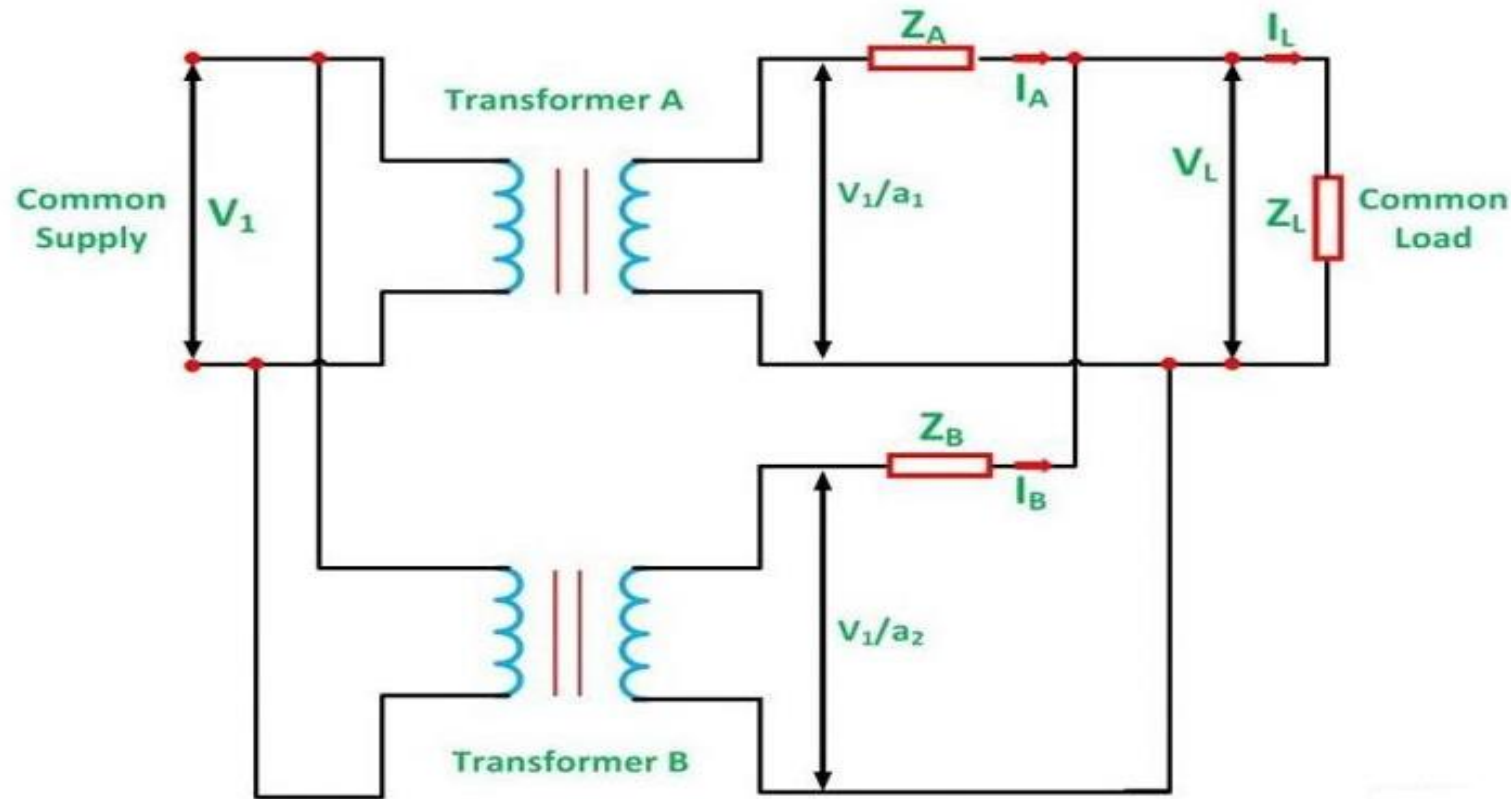 Z_A
I_L
Transformer A
I_A
Common
Supply
V_1
V_1/a_1
V_L
Z_L
Common
Load
Z_B
I_B
V_1/a_2
Transformer B